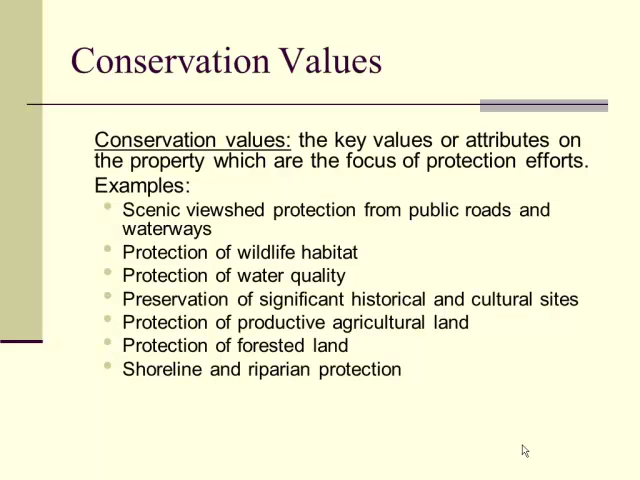 Conservation Values
Conservation values: the key values or attributes on
the property which are the focus of protection efforts.
Examples:
Scenic viewshed protection from public roads and
waterways
Protection of wildlife habitat
Protection of water quality
Preservation of significant historical and cultural sites
Protection of productive agricultural land
Protection of forested land
Shoreline and riparian protection